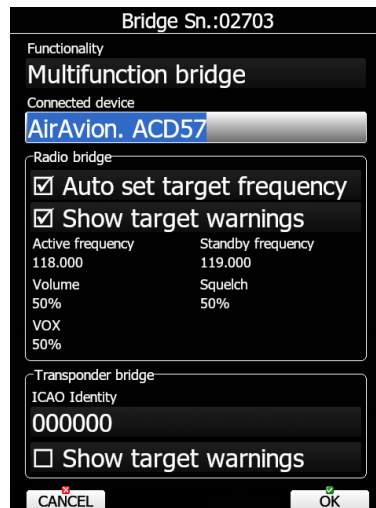 Bridge Sn.:02703
Functionality
Multifunction bridge
Connected device
AirAvion. ACD57
Radio bridge
Auto set target frequency
Show target warnings
Active frequency Standby frequency
118.000 119.000
Volume Squelch
50% 50%
VOX
50%
Transponder bridge
ICAO Identity
000000
Show target warnings
CANCEL OK